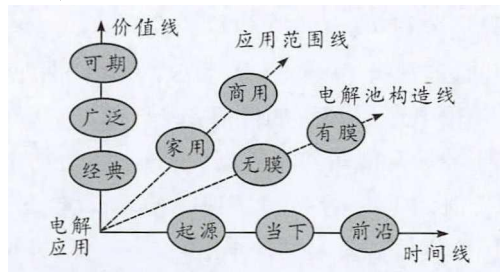 价值线
应用范围线
可期
商用
电解池构造线
广泛
有膜
家用
无膜
经典
电解
应用
起源
当下
前沿
时间线